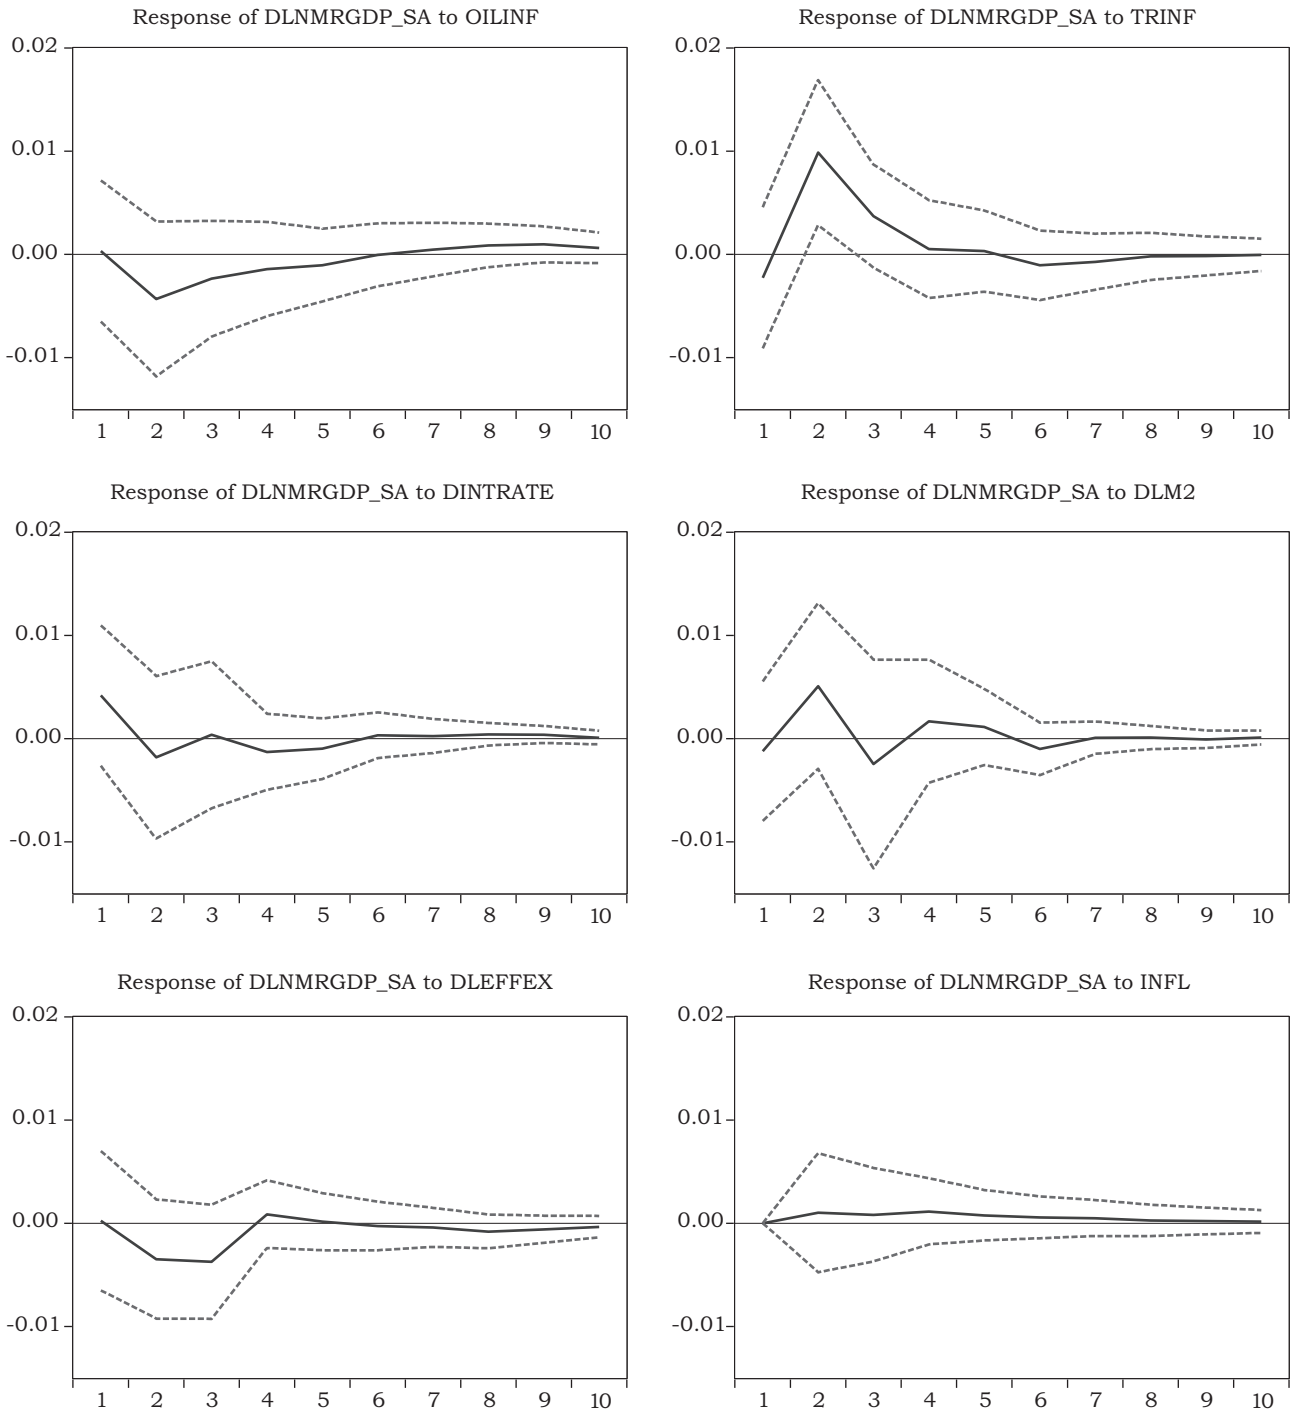 Response of DLNMRGDP_SA to OILINF
0.02
0.01
0.00
-0.01
1 2 3 4 5 6 7 8 9 10
Response of DLNMRGDP_SA to TRINF
0.02
0.01
0.00
-0.01
1 2 3 4 5 6 7 8 9 10
Response of DLNMRGDP_SA to DINTRATE
0.02
0.01
0.00
-0.01
1 2 3 4 5 6 7 8 9 10
Response of DLNMRGDP_SA to DLM2
0.02
0.01
0.00
-0.01
1 2 3 4 5 6 7 8 9 10
Response of DLNMRGDP_SA to DLEFFEX
0.02
0.01
0.00
-0.01
1 2 3 4 5 6 7 8 9 10
Response of DLNMRGDP_SA to INFL
0.02
0.01
0.00
-0.01
1 2 3 4 5 6 7 8 9 10